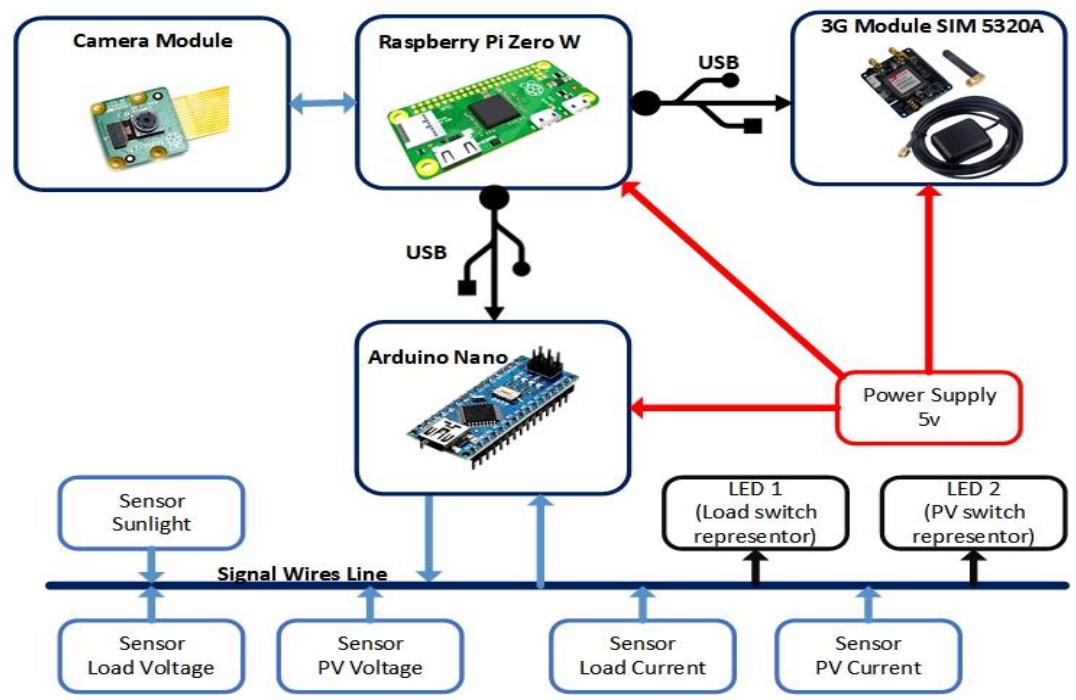 Camera Module
Raspberry Pi Zero W
3G Module SIM 5320A
USB
USB
Arduino Nano
Power Supply
5v
Sensor
Sunlight
LED 1
(Load switch
representor)
LED 2
(PV switch
representor)
Signal Wires Line
Sensor
Load Voltage
Sensor
PV Voltage
Sensor
Load Current
Sensor
PV Current